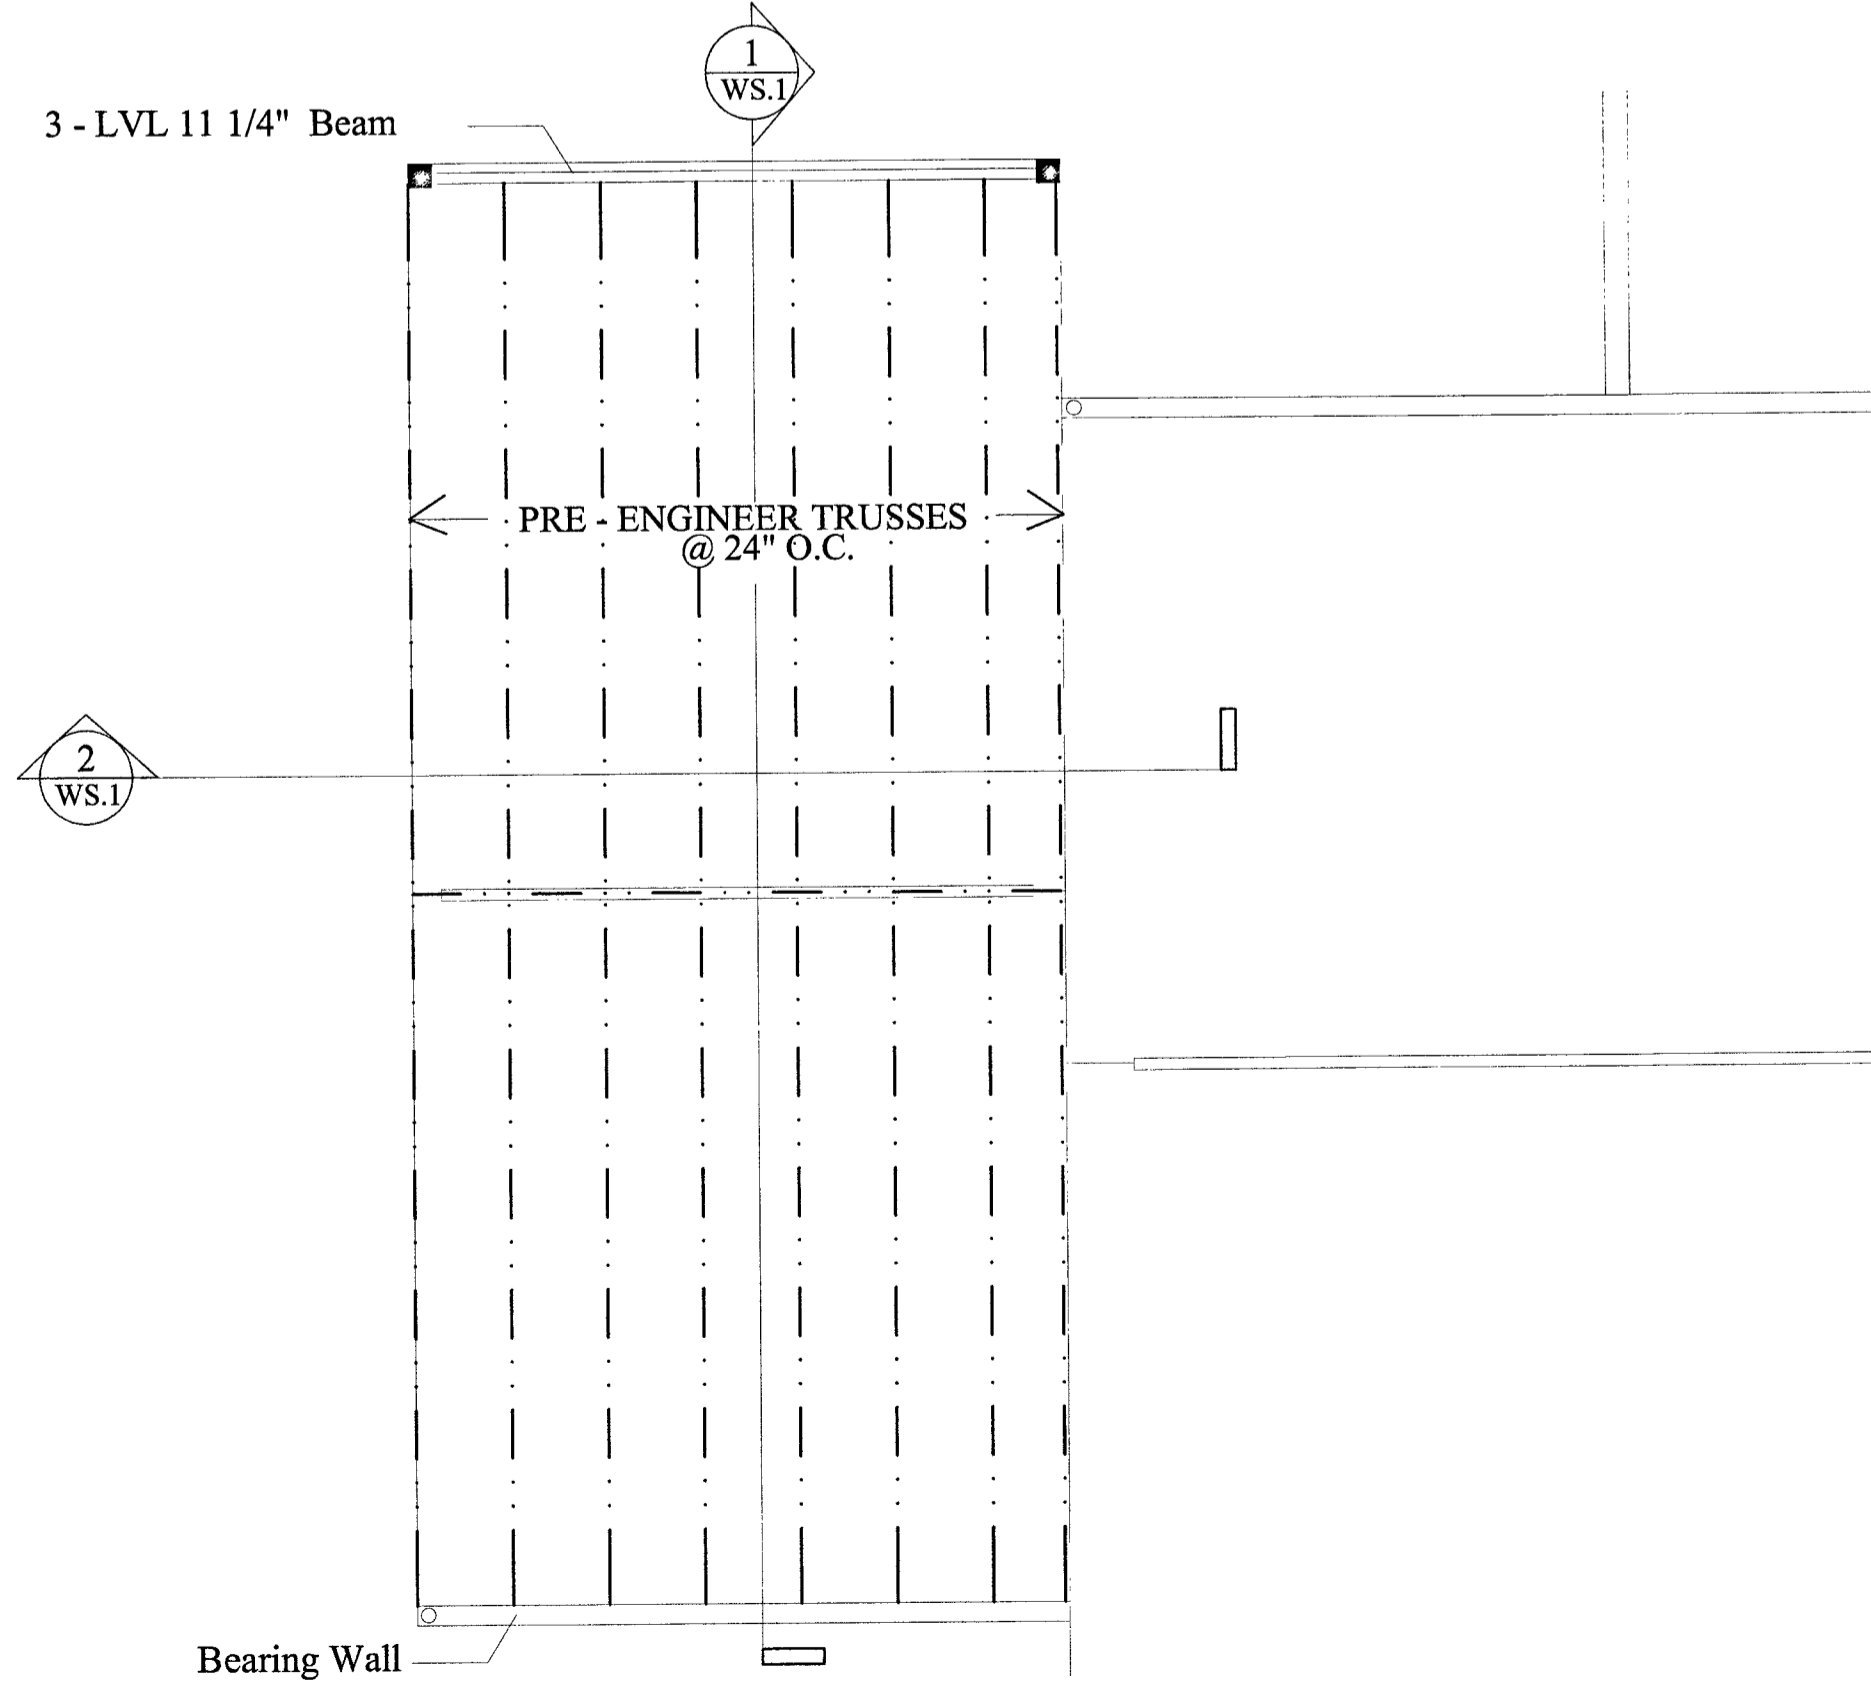 1
WS.1
3 - LVL 11 1/4" Beam
PRE - ENGINEER TRUSSES
@ 24" O.C.
2
WS.1
Bearing Wall